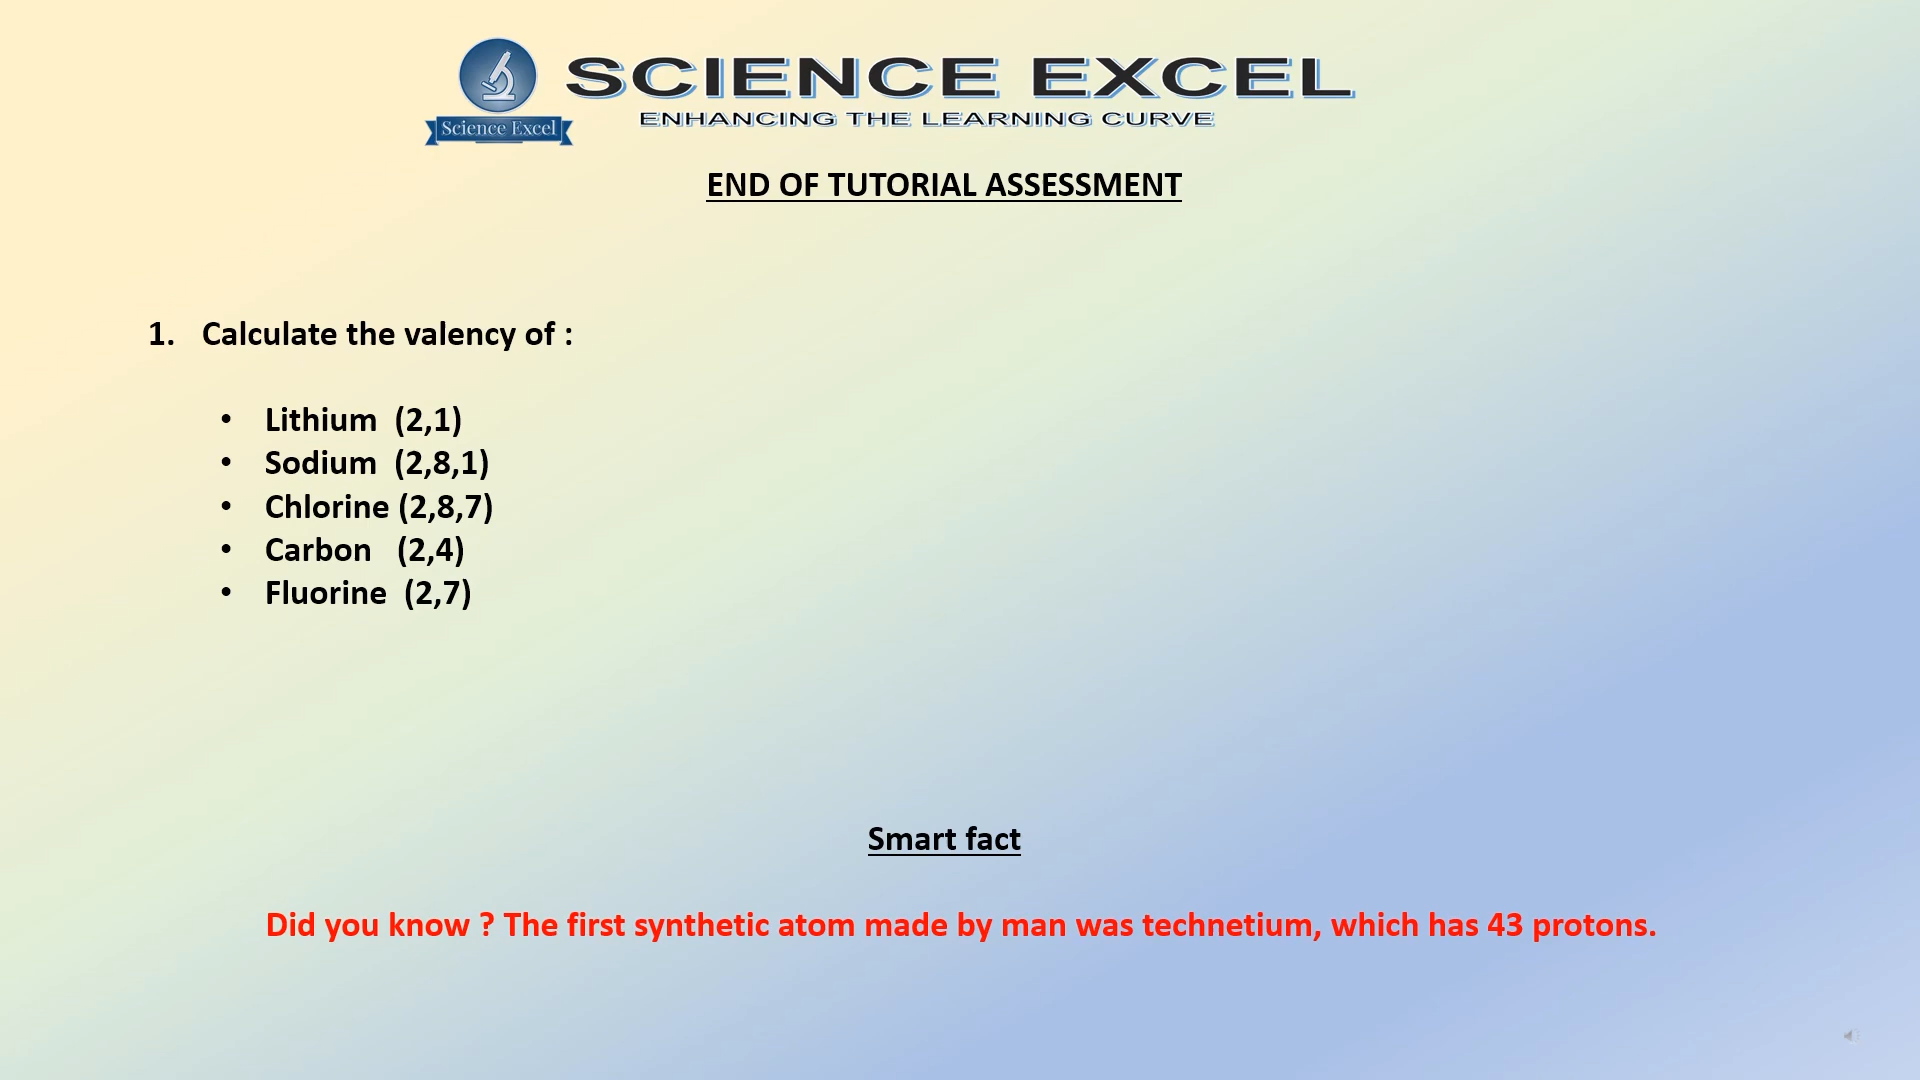 SCIENCE EXCEL
ENHANCING THE LEARNING CURVE
Science Excel
END OF TUTORIAL ASSESSMENT
1. Calculate the valency of :
• Lithium (2,1)
• Sodium (2,8,1)
• Chlorine (2,8,7)
• Carbon (2,4)
• Fluorine (2,7)
Smart fact
Did you know ? The first synthetic atom made by man was technetium, which has 43 protons.